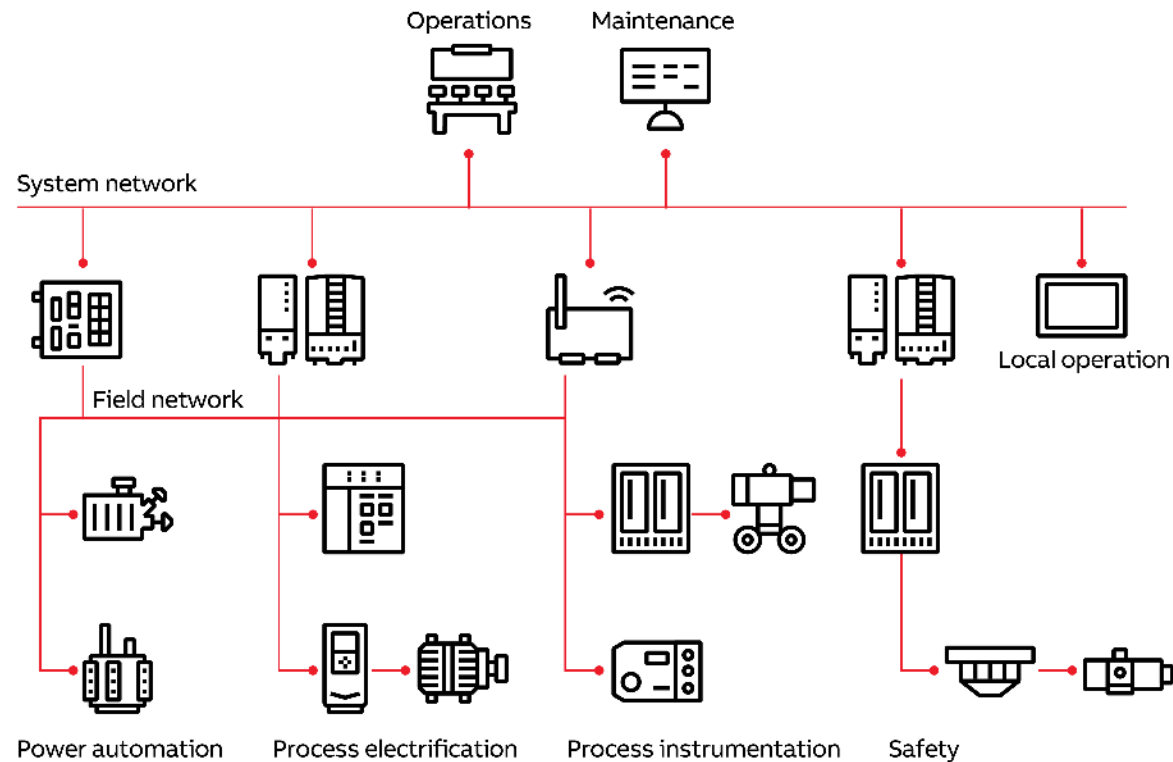 Operations
Maintenance
System network
Local operation
Field network
Power automation
Process electrification
Process instrumentation
Safety